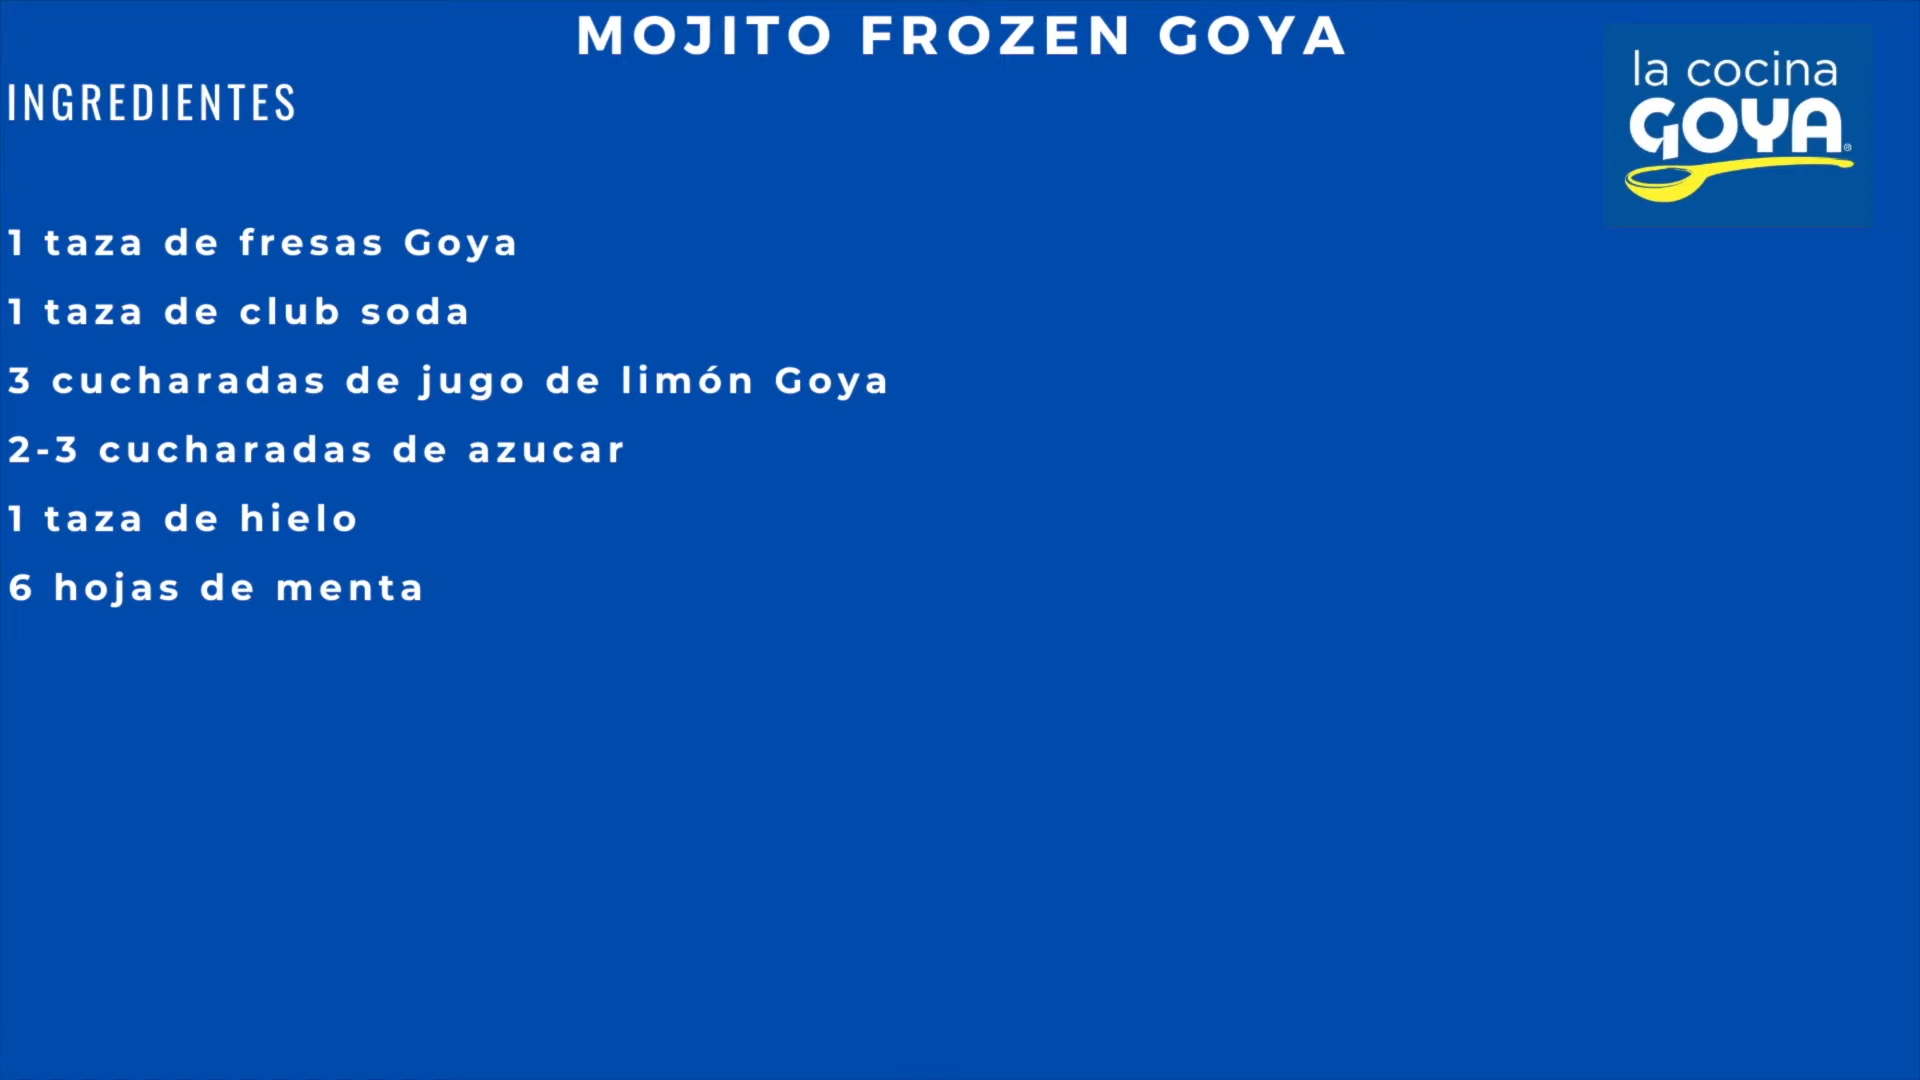 MOJITO FROZEN GOYA
la cocina
GOYA®
INGREDIENTES
1 taza de fresas Goya
1 taza de club soda
3 cucharadas de jugo de limón Goya
2-3 cucharadas de azucar
1 taza de hielo
6 hojas de menta